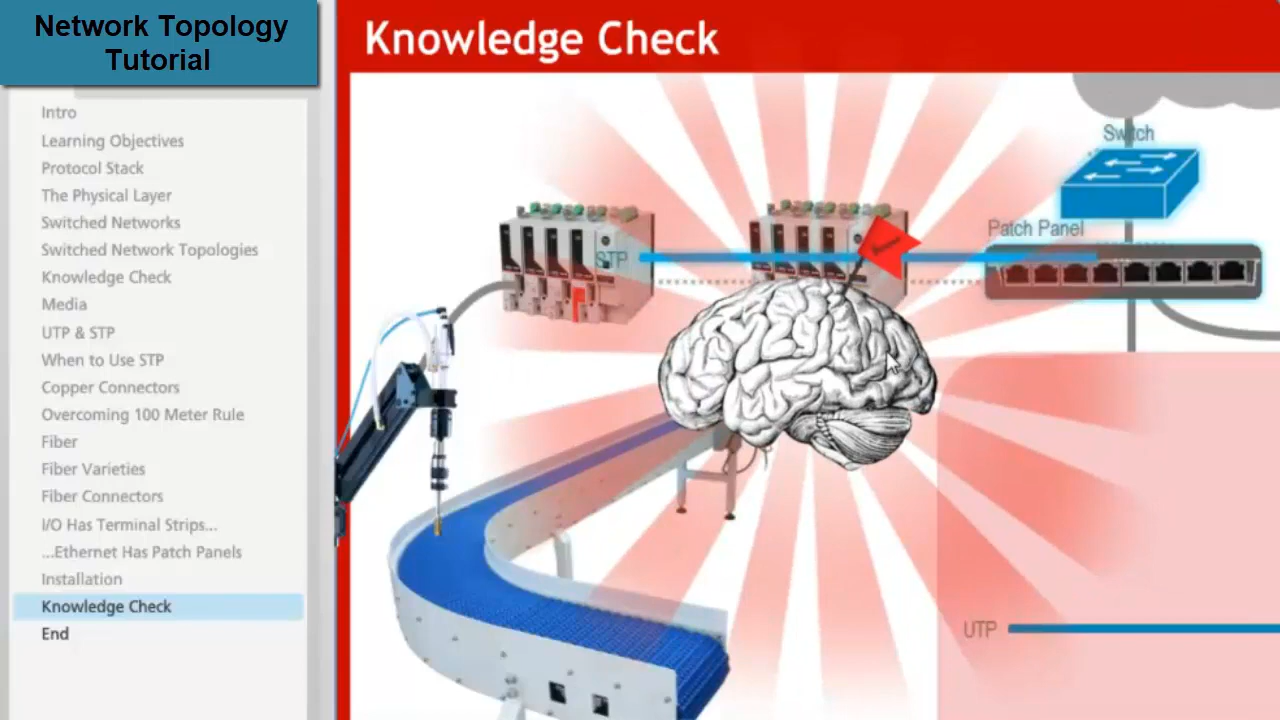 Network Topology
Tutorial
Knowledge Check
Intro
Learning Objectives
Protocol Stack
The Physical Layer
Switched Networks
Switched Network Topologies
Knowledge Check
Media
UTP & STP
When to Use STP
Copper Connectors
Overcoming 100 Meter Rule
Fiber
Fiber Varieties
Fiber Connectors
I/O Has Terminal Strips...
...Ethernet Has Patch Panels
Installation
Knowledge Check
End
Switch
Patch Panel
STP
UTP